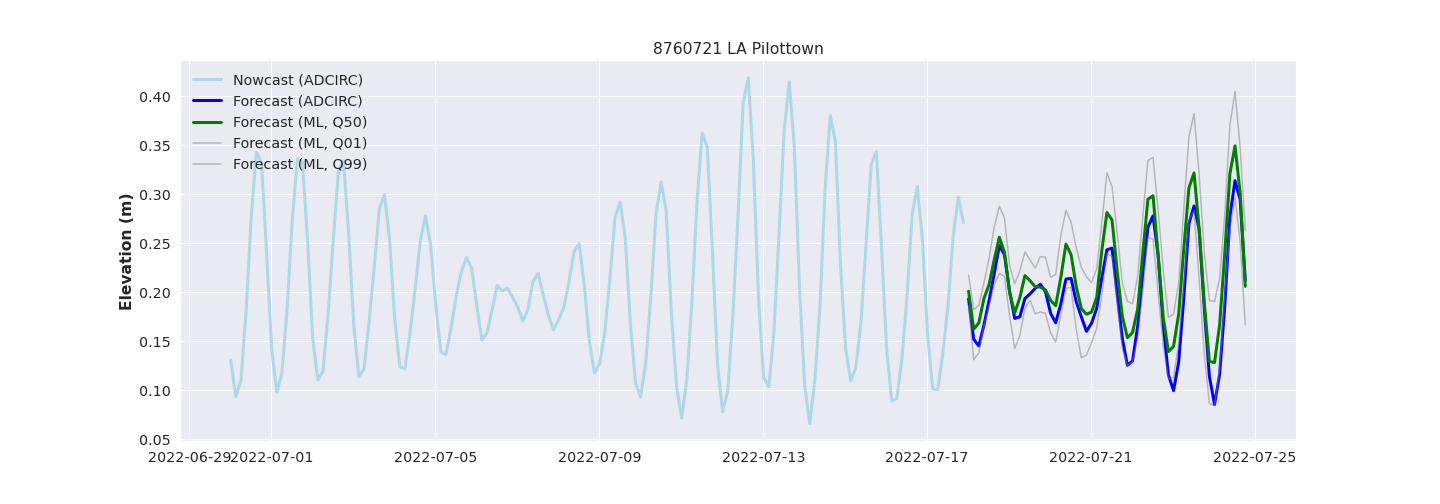 8760721 LA Pilottown
Nowcast (ADCIRC)
Forecast (ADCIRC)
Forecast (ML, Q50)
Forecast (ML, Q01)
Forecast (ML, Q99)
Elevation (m)
0.40
0.35
0.30
0.25
0.20
0.15
0.10
0.05
2022-06-29 2022-07-01 2022-07-05 2022-07-09 2022-07-13 2022-07-17 2022-07-21 2022-07-25